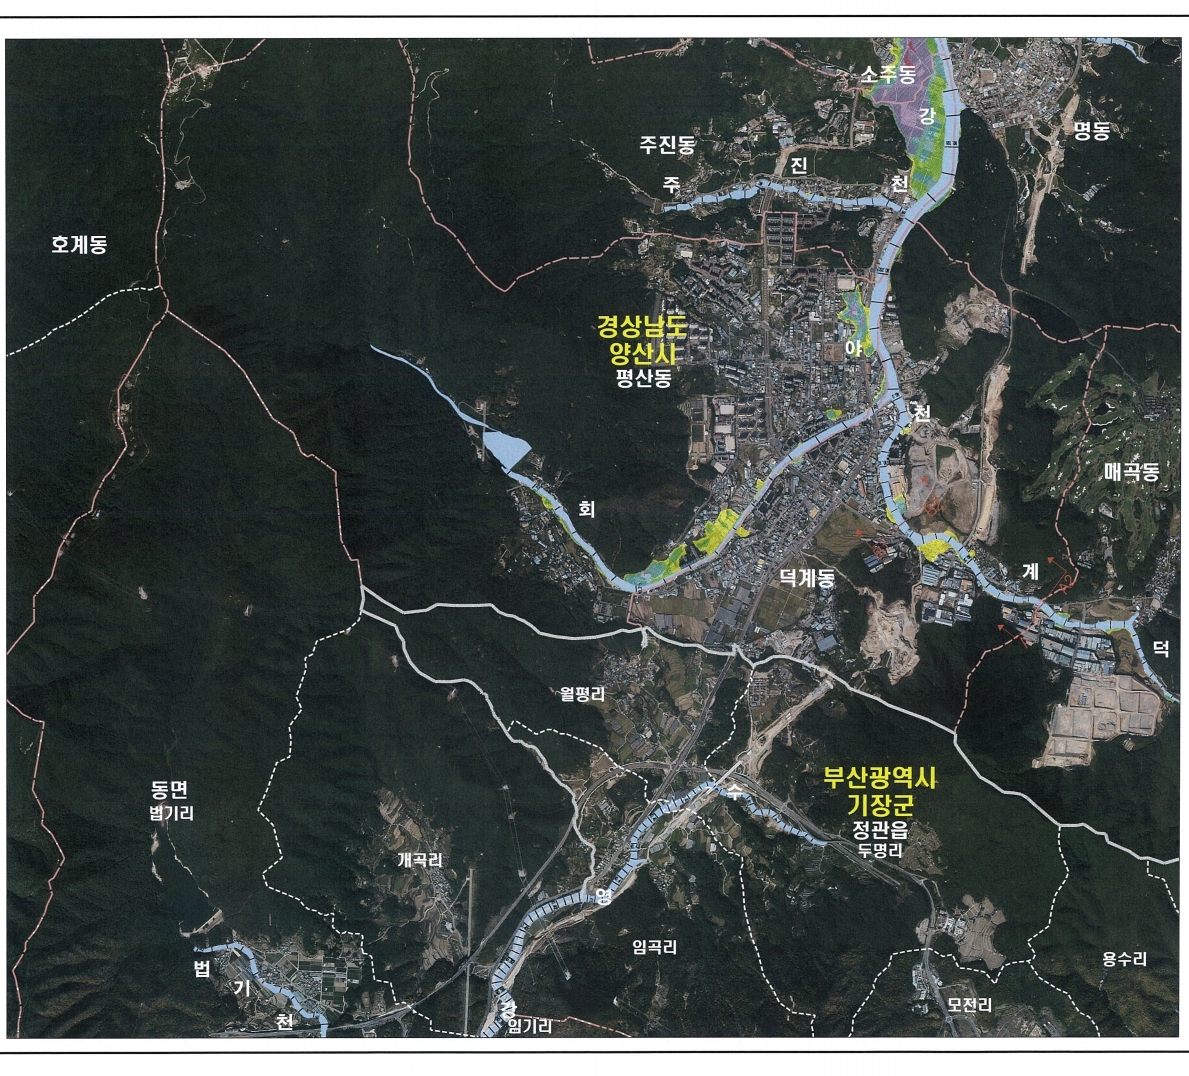 소주동
강
명동
주진동
진
주
천
호계동
경상남도
양산시
평산동
야
천
매곡동
회
계
덕계동
덕
월평리
부산광역시
기장군
정관읍
두명리
수
동면
법기리
개곡리
영
임곡리
용수리
법
기
천
모전리
강
임기리